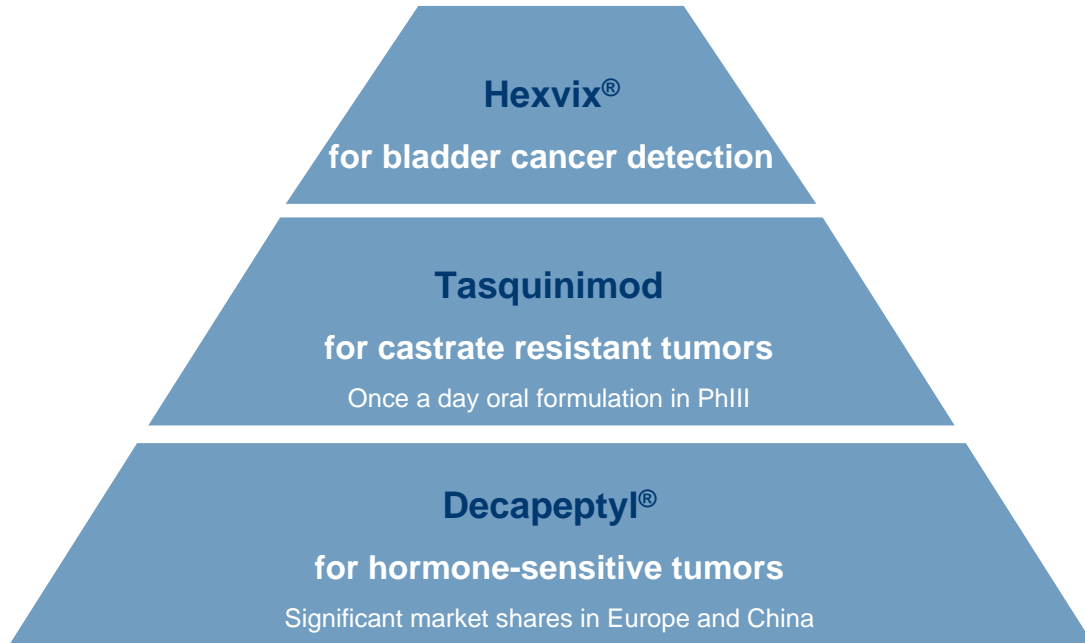 Hexvix®
for bladder cancer detection
Tasquinimod
for castrate resistant tumors
Once a day oral formulation in PhIII
Decapeptyl®
for hormone-sensitive tumors
Significant market shares in Europe and China